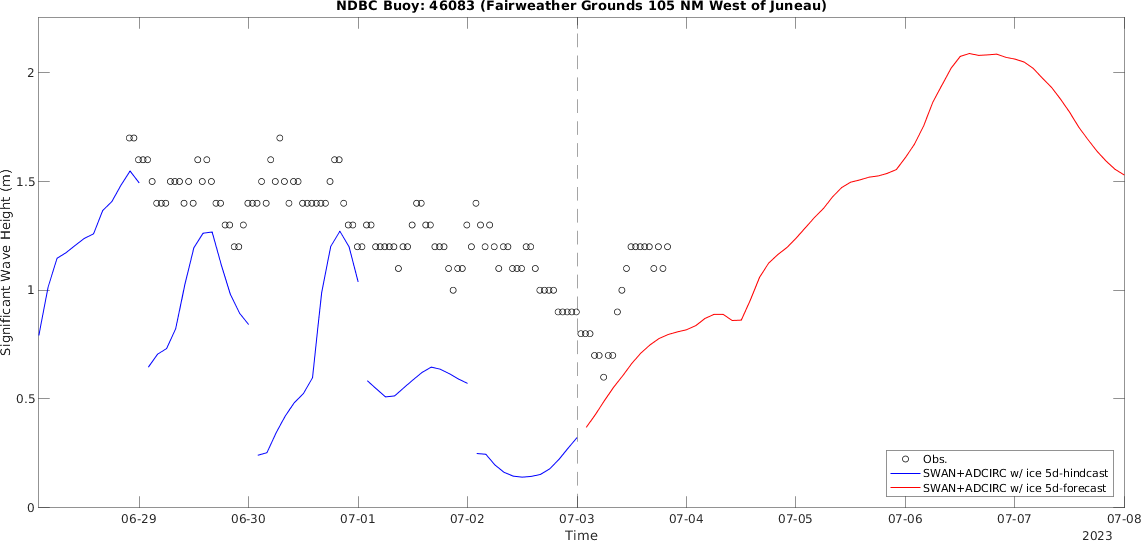 NDBC Buoy: 46083 (Fairweather Grounds 105 NM West of Juneau)
Significant Wave Height (m)
2
1.5
1
0.5
0
Obs.
SWAN+ADCIRC w/ ice 5d-hindcast
SWAN+ADCIRC w/ ice 5d-forecast
06-29 06-30 07-01 07-02 07-03 07-04 07-05 07-06 07-07 07-08
Time
2023